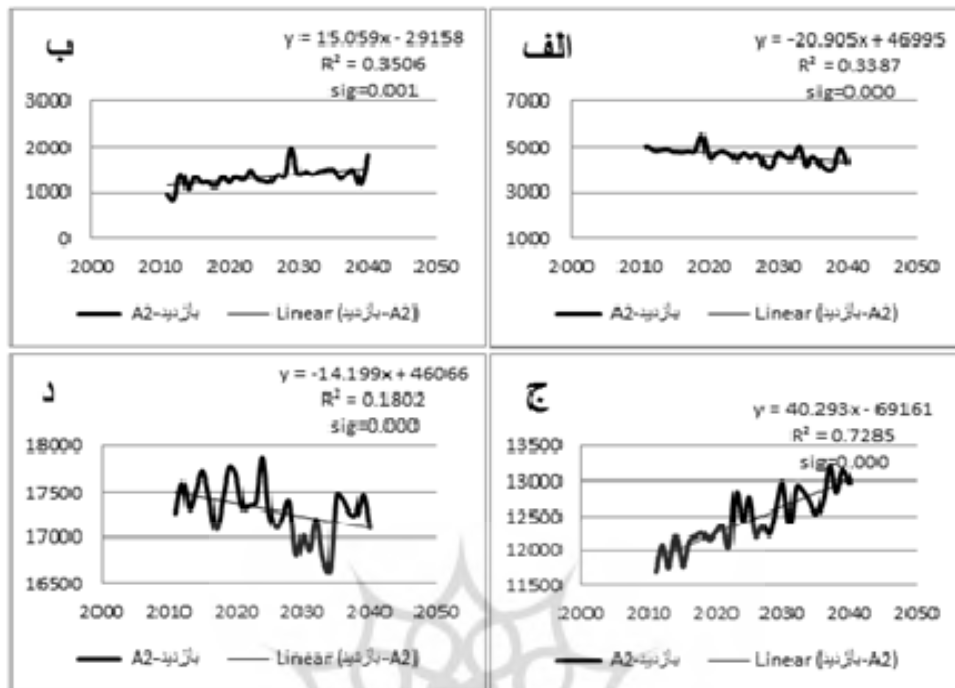 الف
y = -20.905x + 46995
R² = 0.3387
sig=0.000
7000
5000
3000
1000
2000 2010 2020 2030 2040 2050
A2-بازدید Linear (بازدید-A2)
ب
y = 15.059x - 29158
R² = 0.3506
sig=0.001
3000
2000
1000
0
2000 2010 2020 2030 2040 2050
A2-بازدید Linear (بازدید-A2)
ج
y = 40.293x - 69161
R² = 0.7285
sig=0.000
13500
13000
12500
12000
11500
2000 2010 2020 2030 2040 2050
A2-بازدید Linear (بازدید-A2)
د
y = -14.199x + 46066
R² = 0.1802
sig=0.000
18000
17500
17000
16500
2000 2010 2020 2030 2040 2050
A2-بازدید Linear (بازدید-A2)